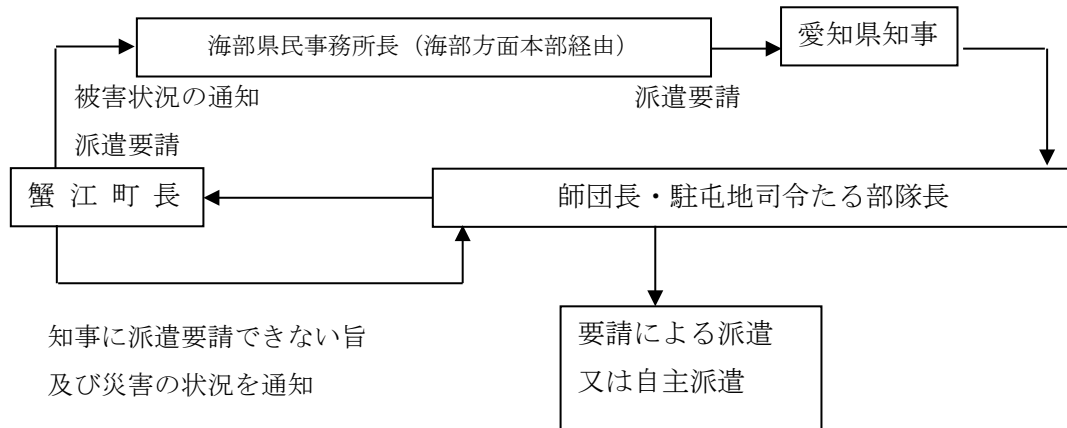 海部県民事務所長（海部方面本部経由）
愛知県知事
被害状況の通知
派遣要請
派遣要請
蟹江町長
師団長・駐屯地司令たる部隊長
知事に派遣要請できない旨
及び災害の状況を通知
要請による派遣
又は自主派遣